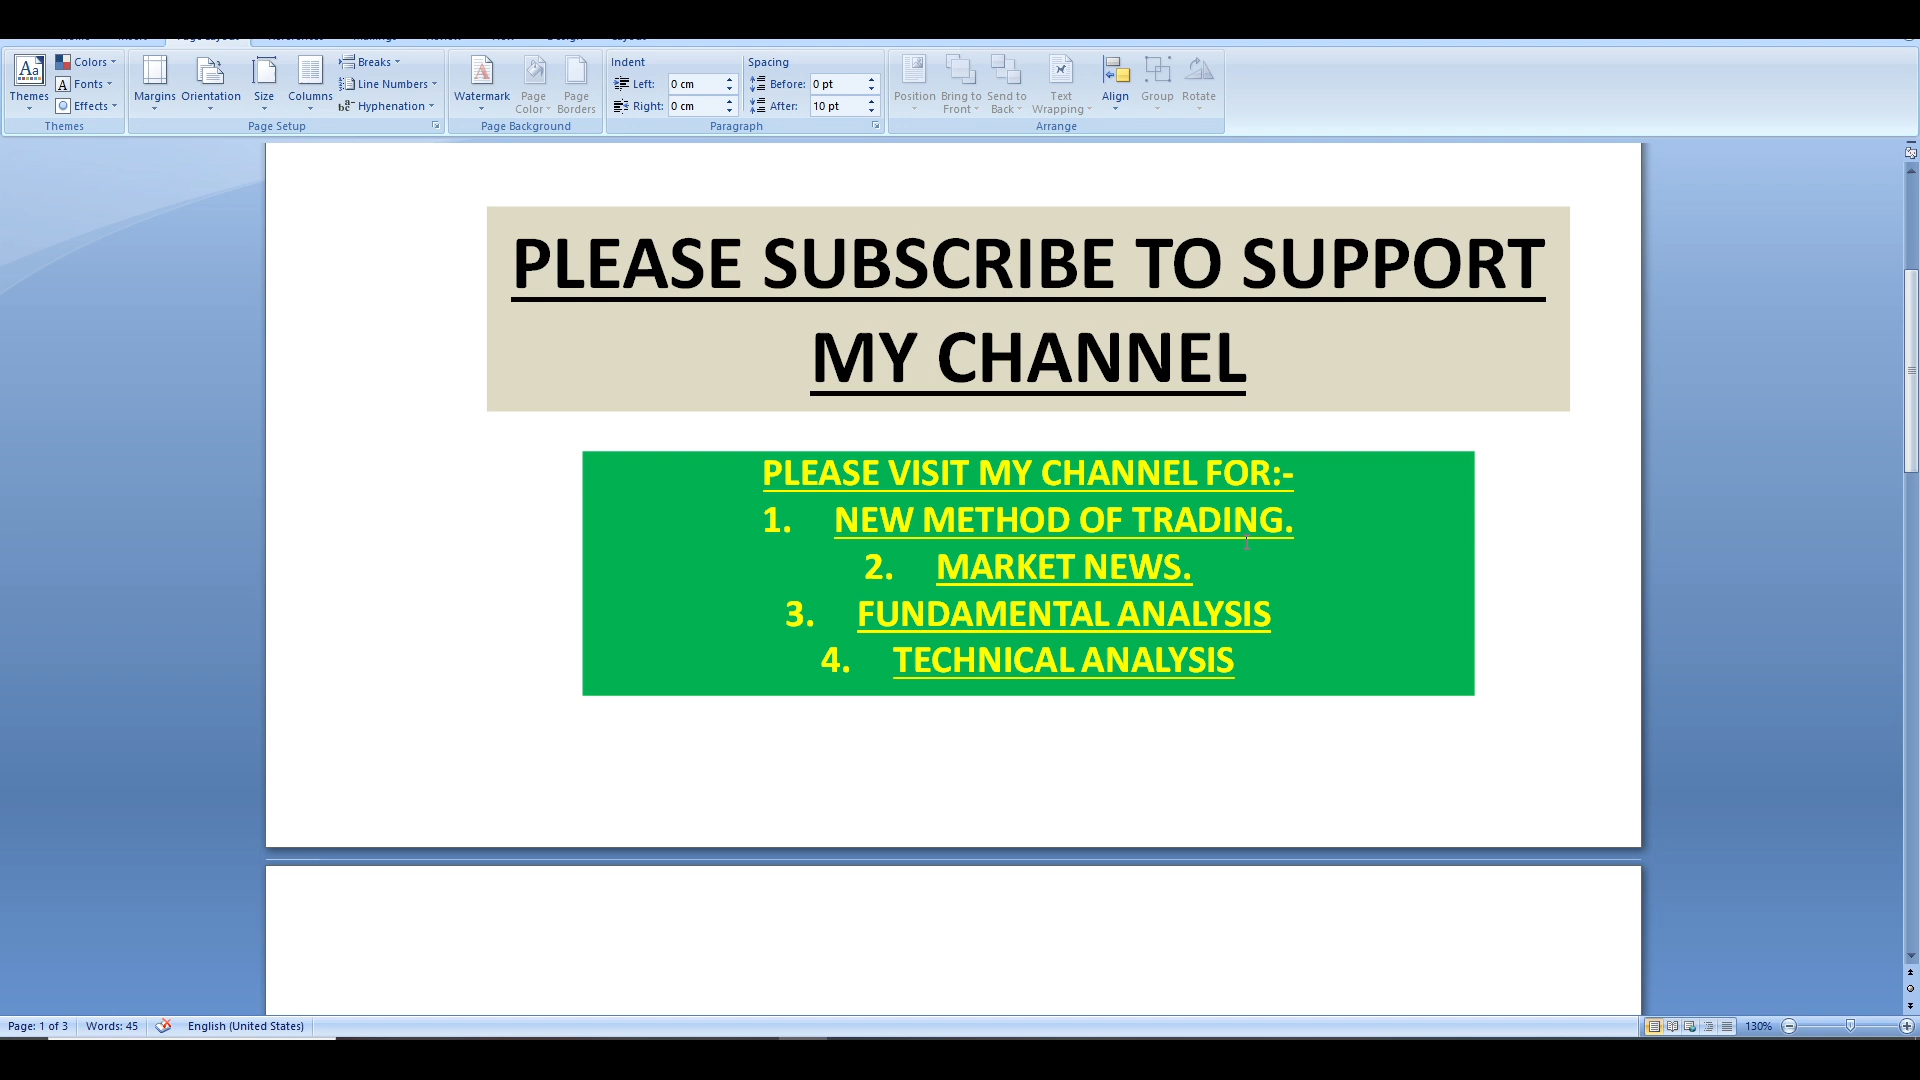 Themes
Colors
Fonts
Effects
Themes
Margins
Orientation
Size
Columns
Breaks
Line Numbers
Hyphenation
Page Setup
Watermark
Page Color
Page Borders
Page Background
Indent
Left: 0 cm
Right: 0 cm
Spacing
Before: 0 pt
After: 10 pt
Paragraph
Position
Bring to Front
Send to Back
Text Wrapping
Align
Group
Rotate
Arrange
PLEASE SUBSCRIBE TO SUPPORT
MY CHANNEL
PLEASE VISIT MY CHANNEL FOR:-
1. NEW METHOD OF TRADING.
2. MARKET NEWS.
3. FUNDAMENTAL ANALYSIS
4. TECHNICAL ANALYSIS
Page: 1 of 3
Words: 45
English (United States)
130%